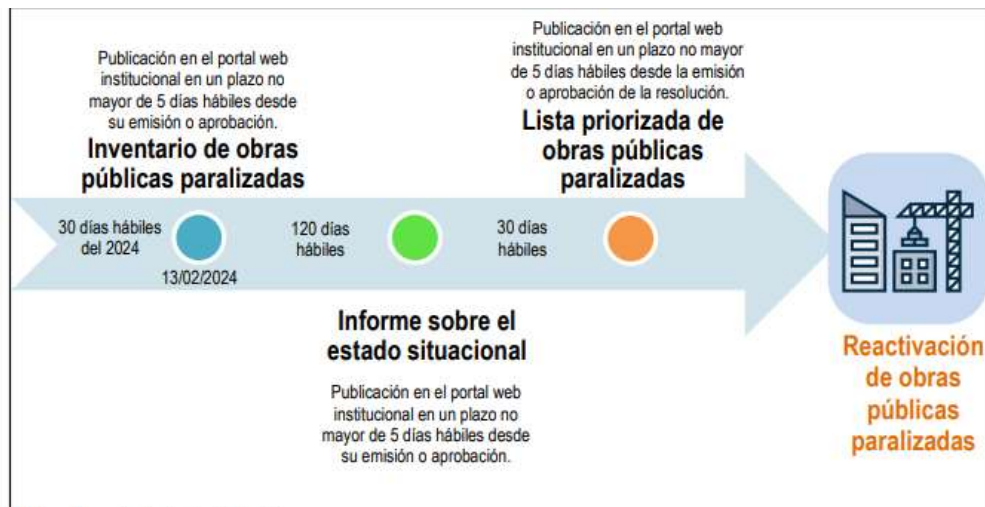 Publicación en el portal web
institucional en un plazo no
mayor de 5 días hábiles desde
su emisión o aprobación.
Inventario de obras
públicas paralizadas
Publicación en el portal web
institucional en un plazo no mayor
de 5 días hábiles desde la emisión
o aprobación de la resolución.
Lista priorizada de
obras públicas
paralizadas
30 días hábiles
del 2024
13/02/2024
120 días
hábiles
30 días
hábiles
Informe sobre el
estado situacional
Publicación en el portal web
institucional en un plazo no
mayor de 5 días hábiles desde
su emisión o aprobación.
Reactivación
de obras
públicas
paralizadas